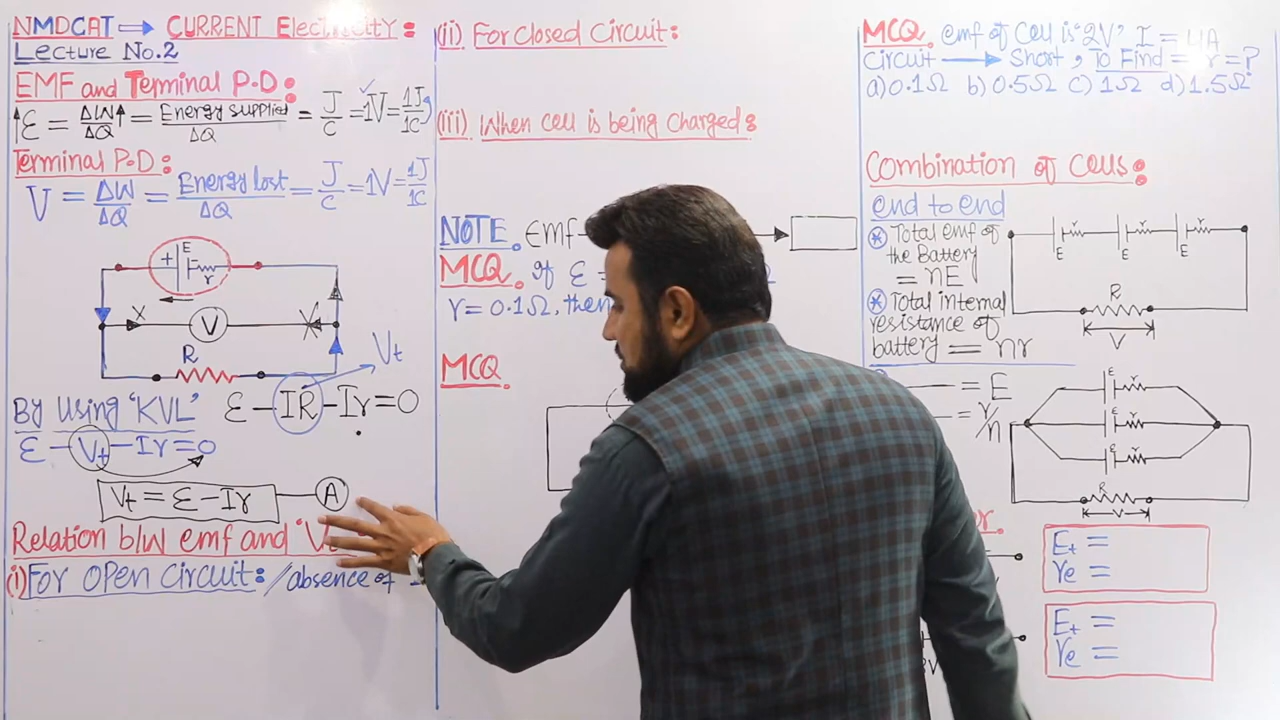 NMDCAT ⟹ CURRENT Electricity:
Lecture No.2
EMF and Terminal P.D:
↑Ɛ = ΔW↑/ΔQ = Energy supplied/ΔQ = J/C = 1V = 1J/1C
Terminal P.D:
V = ΔW/ΔQ = Energy lost/ΔQ = J/C = 1V = 1J/1C
E
+
r
V
R
Vt
By Using 'KVL' Ɛ - IR - Ir = 0
Ɛ - Vt - Ir = 0
Vt = Ɛ - Ir
A
Relation b/w emf and
(i) For Open Circuit: /absence of
(ii) For Closed Circuit:
(iii) When cell is being Charged:
NOTE. Emf
MCQ. If Ɛ =
r = 0.1Ω, then
MCQ.
MCQ. emf of Cell is "2V" I = 4A
Circuit → Short, To Find = r = ?
a) 0.1Ω b) 0.5Ω c) 1Ω d) 1.5Ω
Combination of Cells:
end to end
* Total emf of
the Battery
= nE
* Total internal
resistance of
battery = nr
r r r
E E E
R
V
= E
= r/n
Ɛ r
Ɛ r
Ɛ r
R
V
Et =
re =
Et =
re =